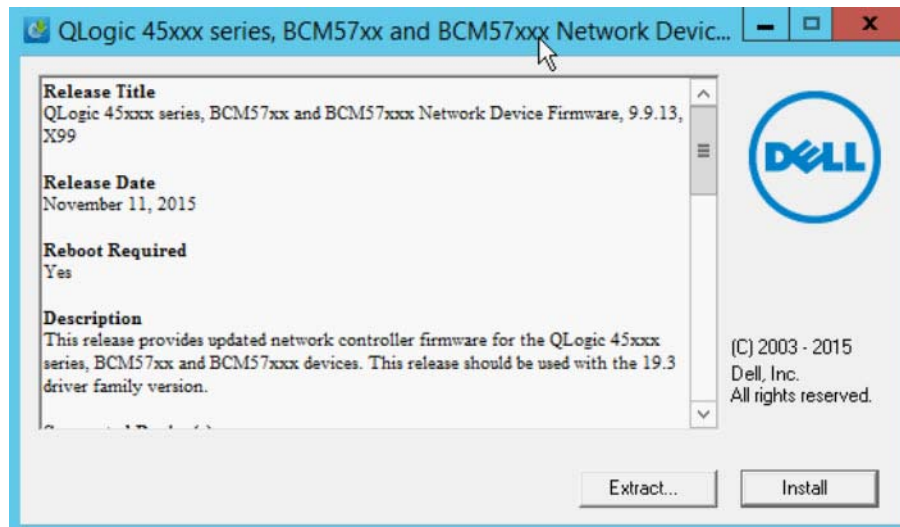 QLogic 45xxx series, BCM57xx and BCM57xxx Network Devic...
Release Title
QLogic 45xxx series, BCM57xx and BCM57xxx Network Device Firmware, 9.9.13,
X99
Release Date
November 11, 2015
Reboot Required
Yes
Description
This release provides updated network controller firmware for the QLogic 45xxx
series, BCM57xx and BCM57xxx devices. This release should be used with the 19.3
driver family version.
DELL
(C) 2003 - 2015
Dell, Inc.
All rights reserved.
Extract...
Install